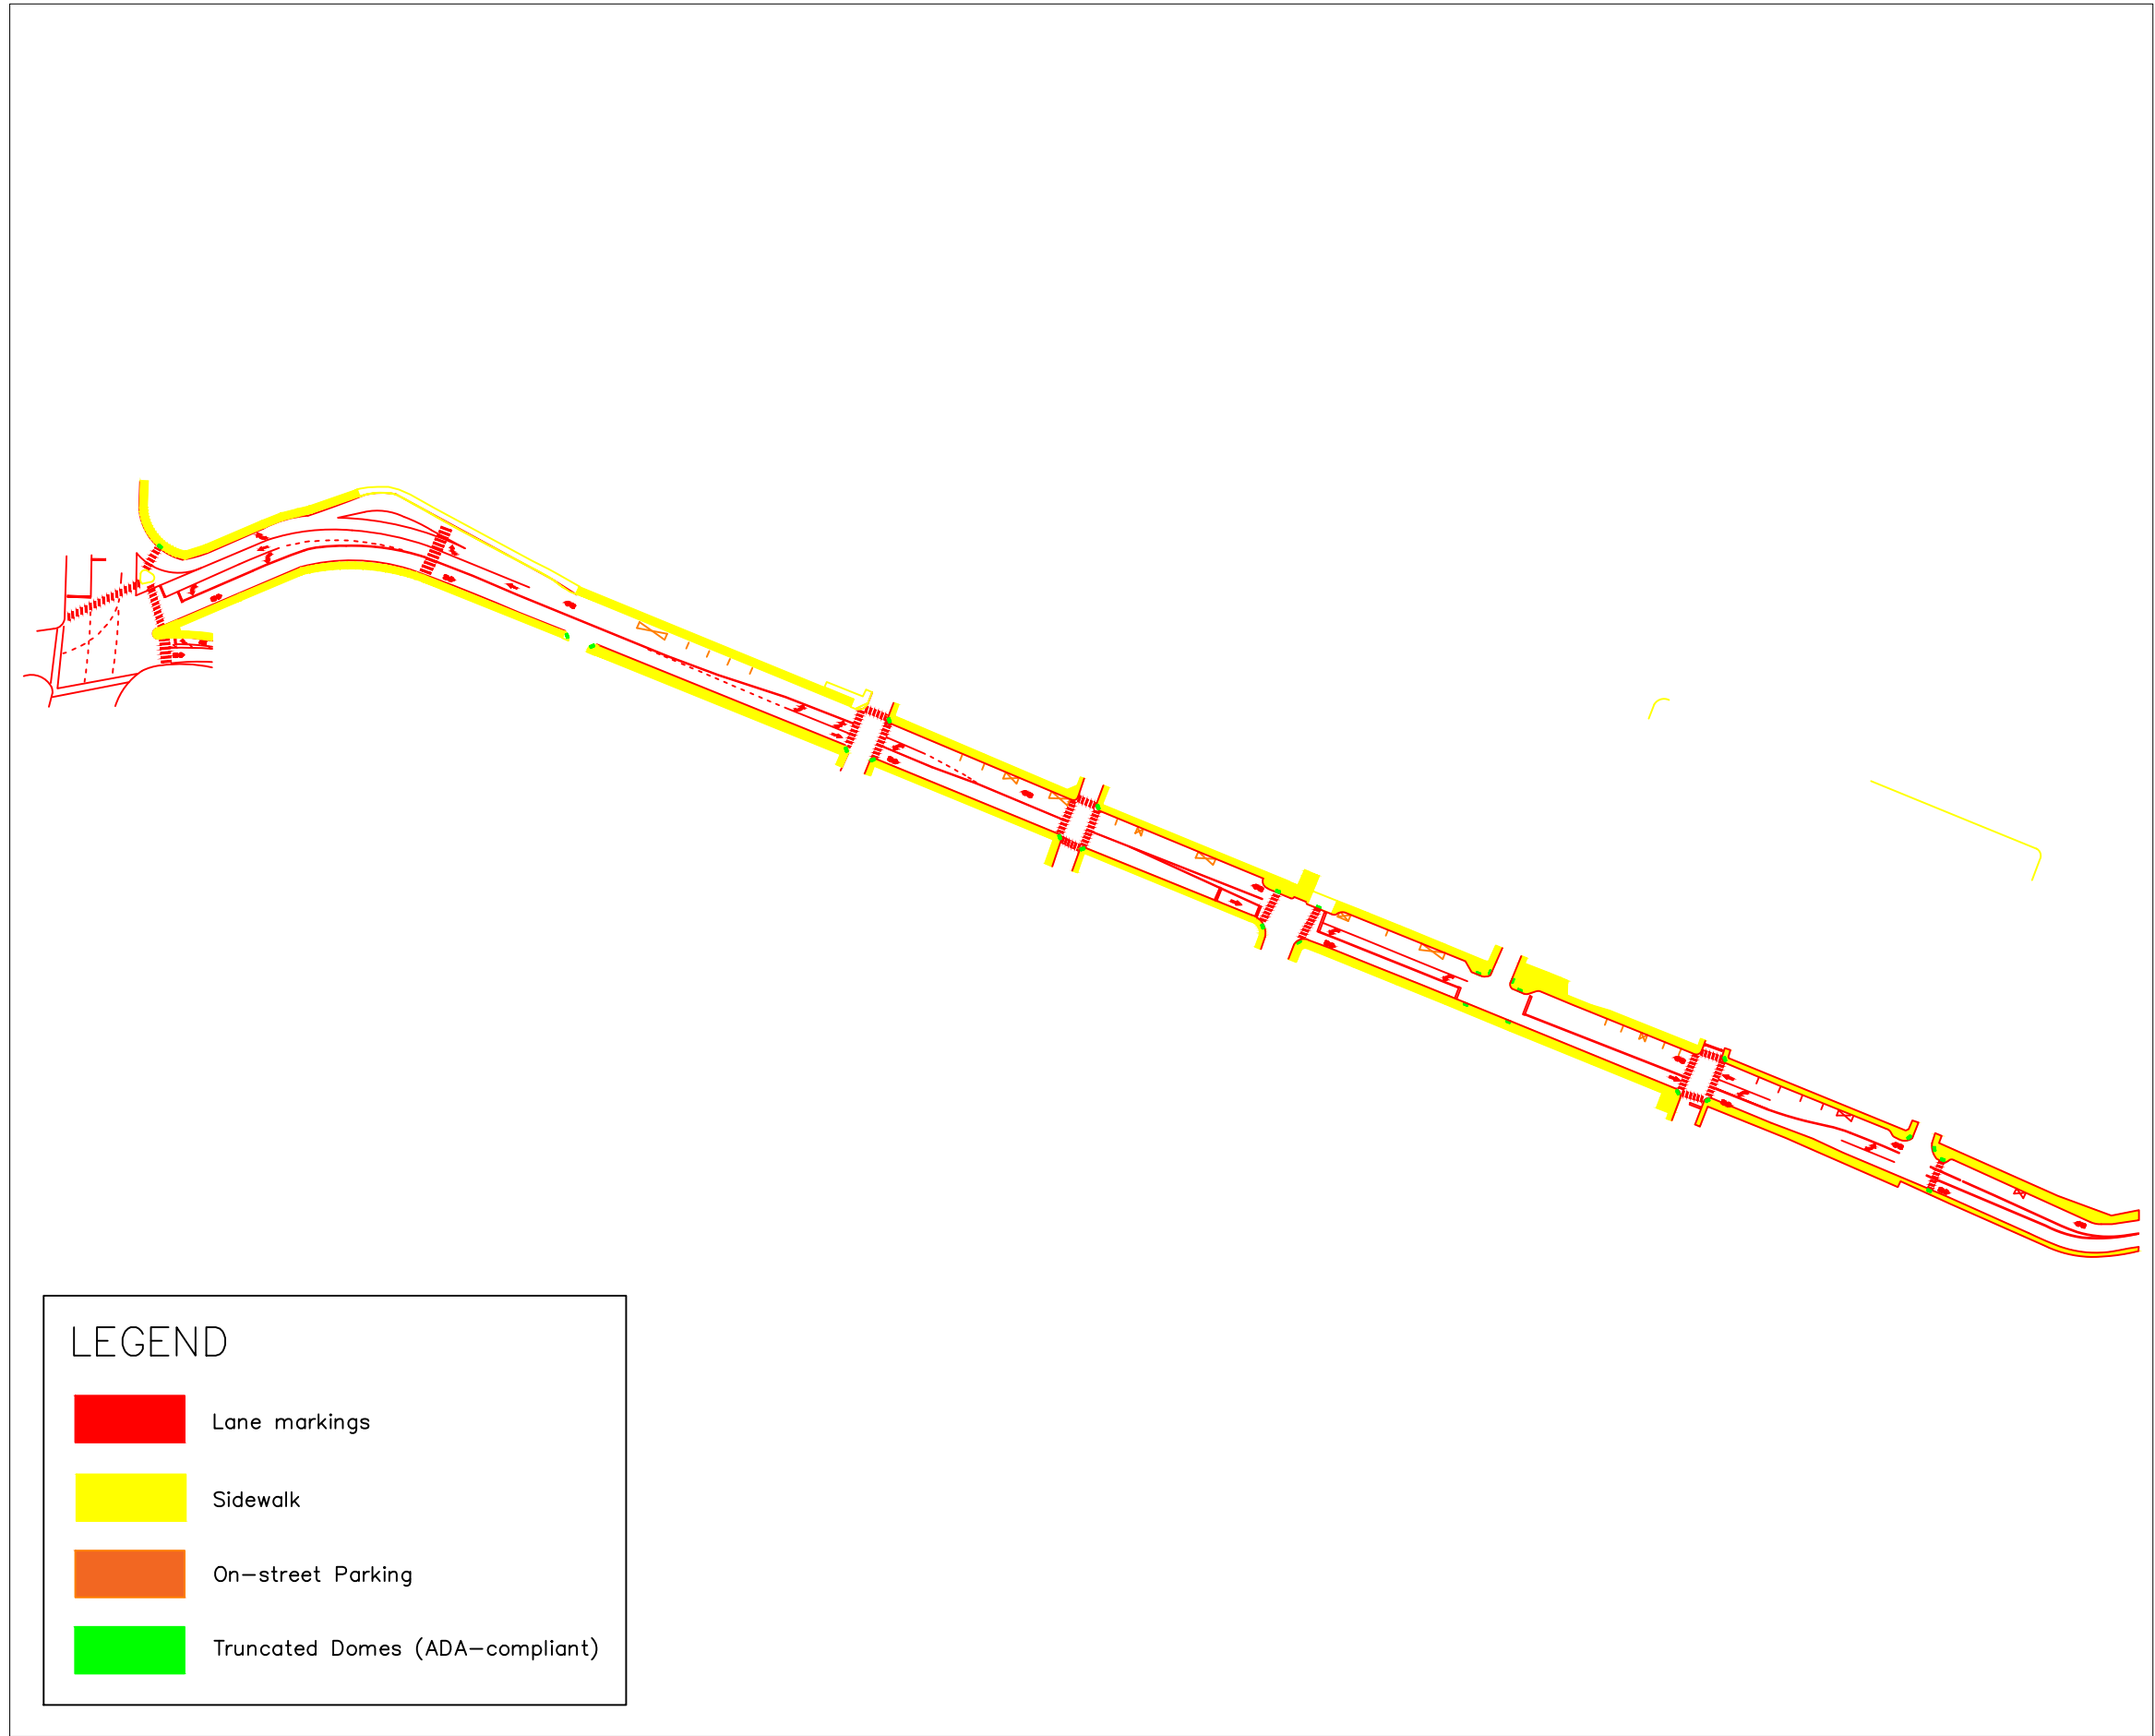 LEGEND
Lane markings
Sidewalk
On-street Parking
Truncated Domes (ADA-compliant)